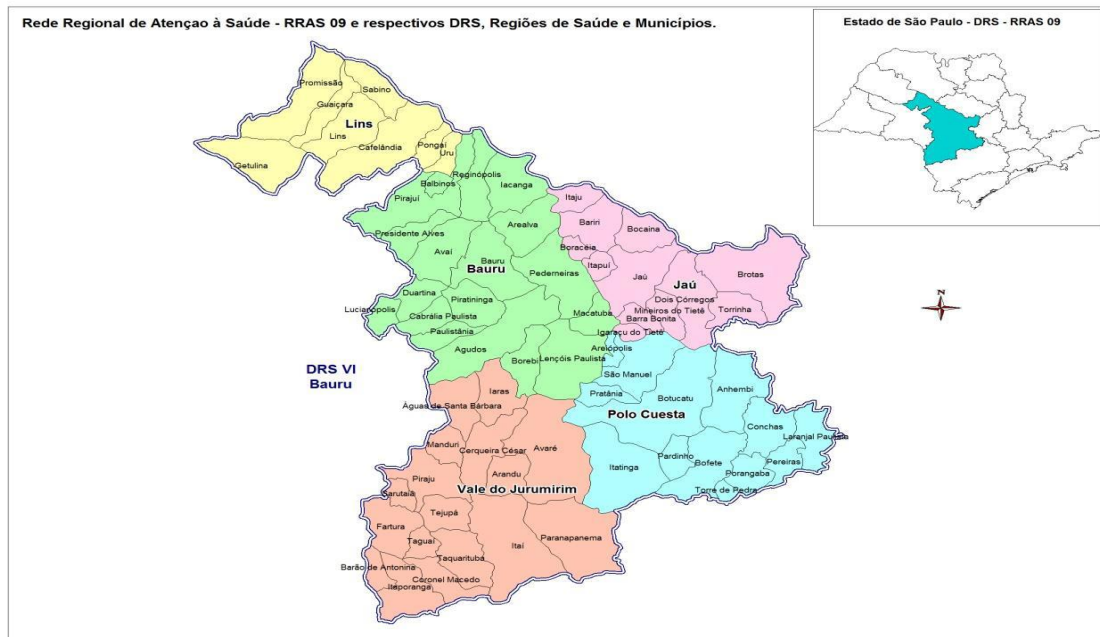 Rede Regional de Atençao à Saúde - RRAS 09 e respectivos DRS, Regiões de Saúde e Municípios.
Estado de São Paulo - DRS - RRAS 09
Promissão
Sabino
Guaiçara
Lins
Lins
Cafelândia
Pongaí
Uru
Getulina
Reginópolis
Balbinos
Iacanga
Pirajuí
Presidente Alves
Arealva
Avaí
Bauru
Bauru
Pederneiras
Duartina
Piratininga
Lucianópolis
Cabrália Paulista
Macatuba
Paulistânia
Agudos
Borebi
Lençóis Paulista
Itaju
Bariri
Bocaina
Boracéia
Itapuí
Jaú
Jaú
Brotas
Dois Córregos
Mineiros do Tietê
Torrinha
Barra Bonita
Igaraçu do Tietê
Areiópolis
São Manuel
Pratânia
Botucatu
Anhembi
Polo Cuesta
Conchas
Laranjal Paulista
Itatinga
Pardinho
Bofete
Pereiras
Porangaba
Torre de Pedra
DRS VI
Bauru
Iaras
Águas de Santa Bárbara
Manduri
Cerqueira César
Avaré
Arandu
Vale do Jurumirim
Piraju
Sarutaiá
Tejupá
Fartura
Taguaí
Itaí
Paranapanema
Taquarituba
Barão de Antonina
Coronel Macedo
Itaporanga
N